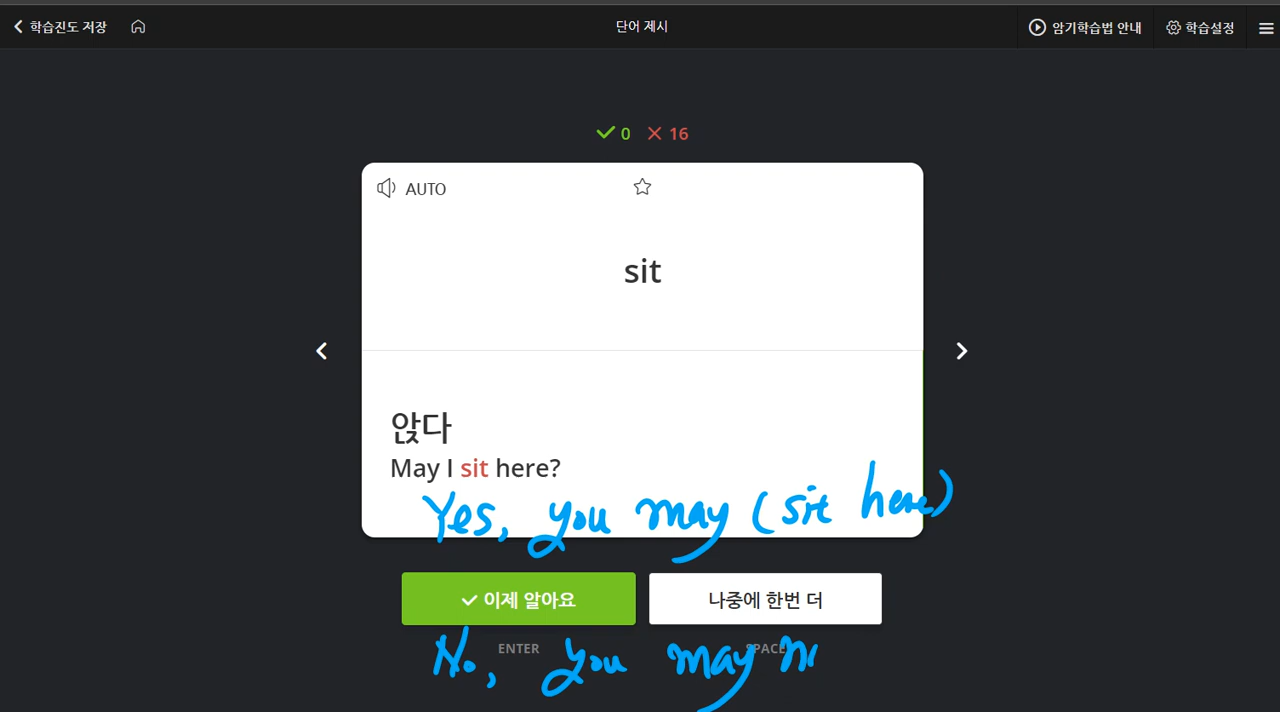 학습진도 저장
단어 제시
암기학습법 안내
학습설정
0 16
AUTO
sit
앉다
May I sit here?
Yes, you may (sit here)
이제 알아요
나중에 한번 더
ENTER
SPACE
No, you may